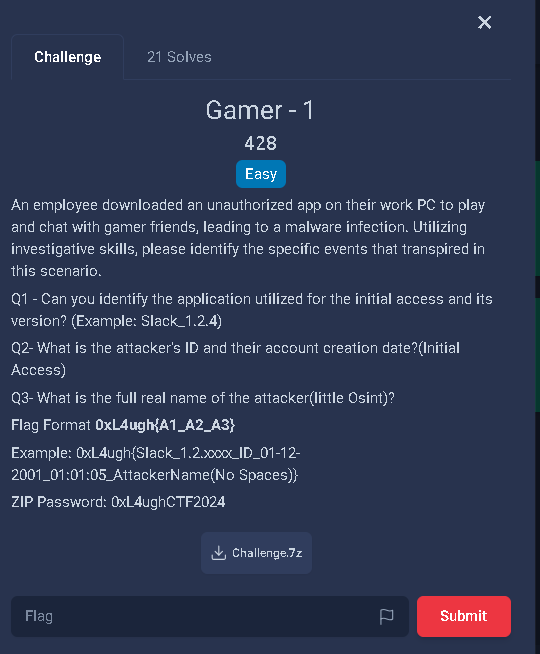 Challenge
21 Solves
Gamer - 1
428
Easy
An employee downloaded an unauthorized app on their work PC to play
and chat with gamer friends, leading to a malware infection. Utilizing
investigative skills, please identify the specific events that transpired in
this scenario.
Q1 - Can you identify the application utilized for the initial access and its
version? (Example: Slack_1.2.4)
Q2- What is the attacker's ID and their account creation date?(Initial
Access)
Q3- What is the full real name of the attacker(little Osint)?
Flag Format 0xL4ugh{A1_A2_A3}
Example: 0xL4ugh{Slack_1.2.xxxx_ID_01-12-
2001_01:01:05_AttackerName(No Spaces)}
ZIP Password: 0xL4ughCTF2024
Challenge.7z
Flag
Submit